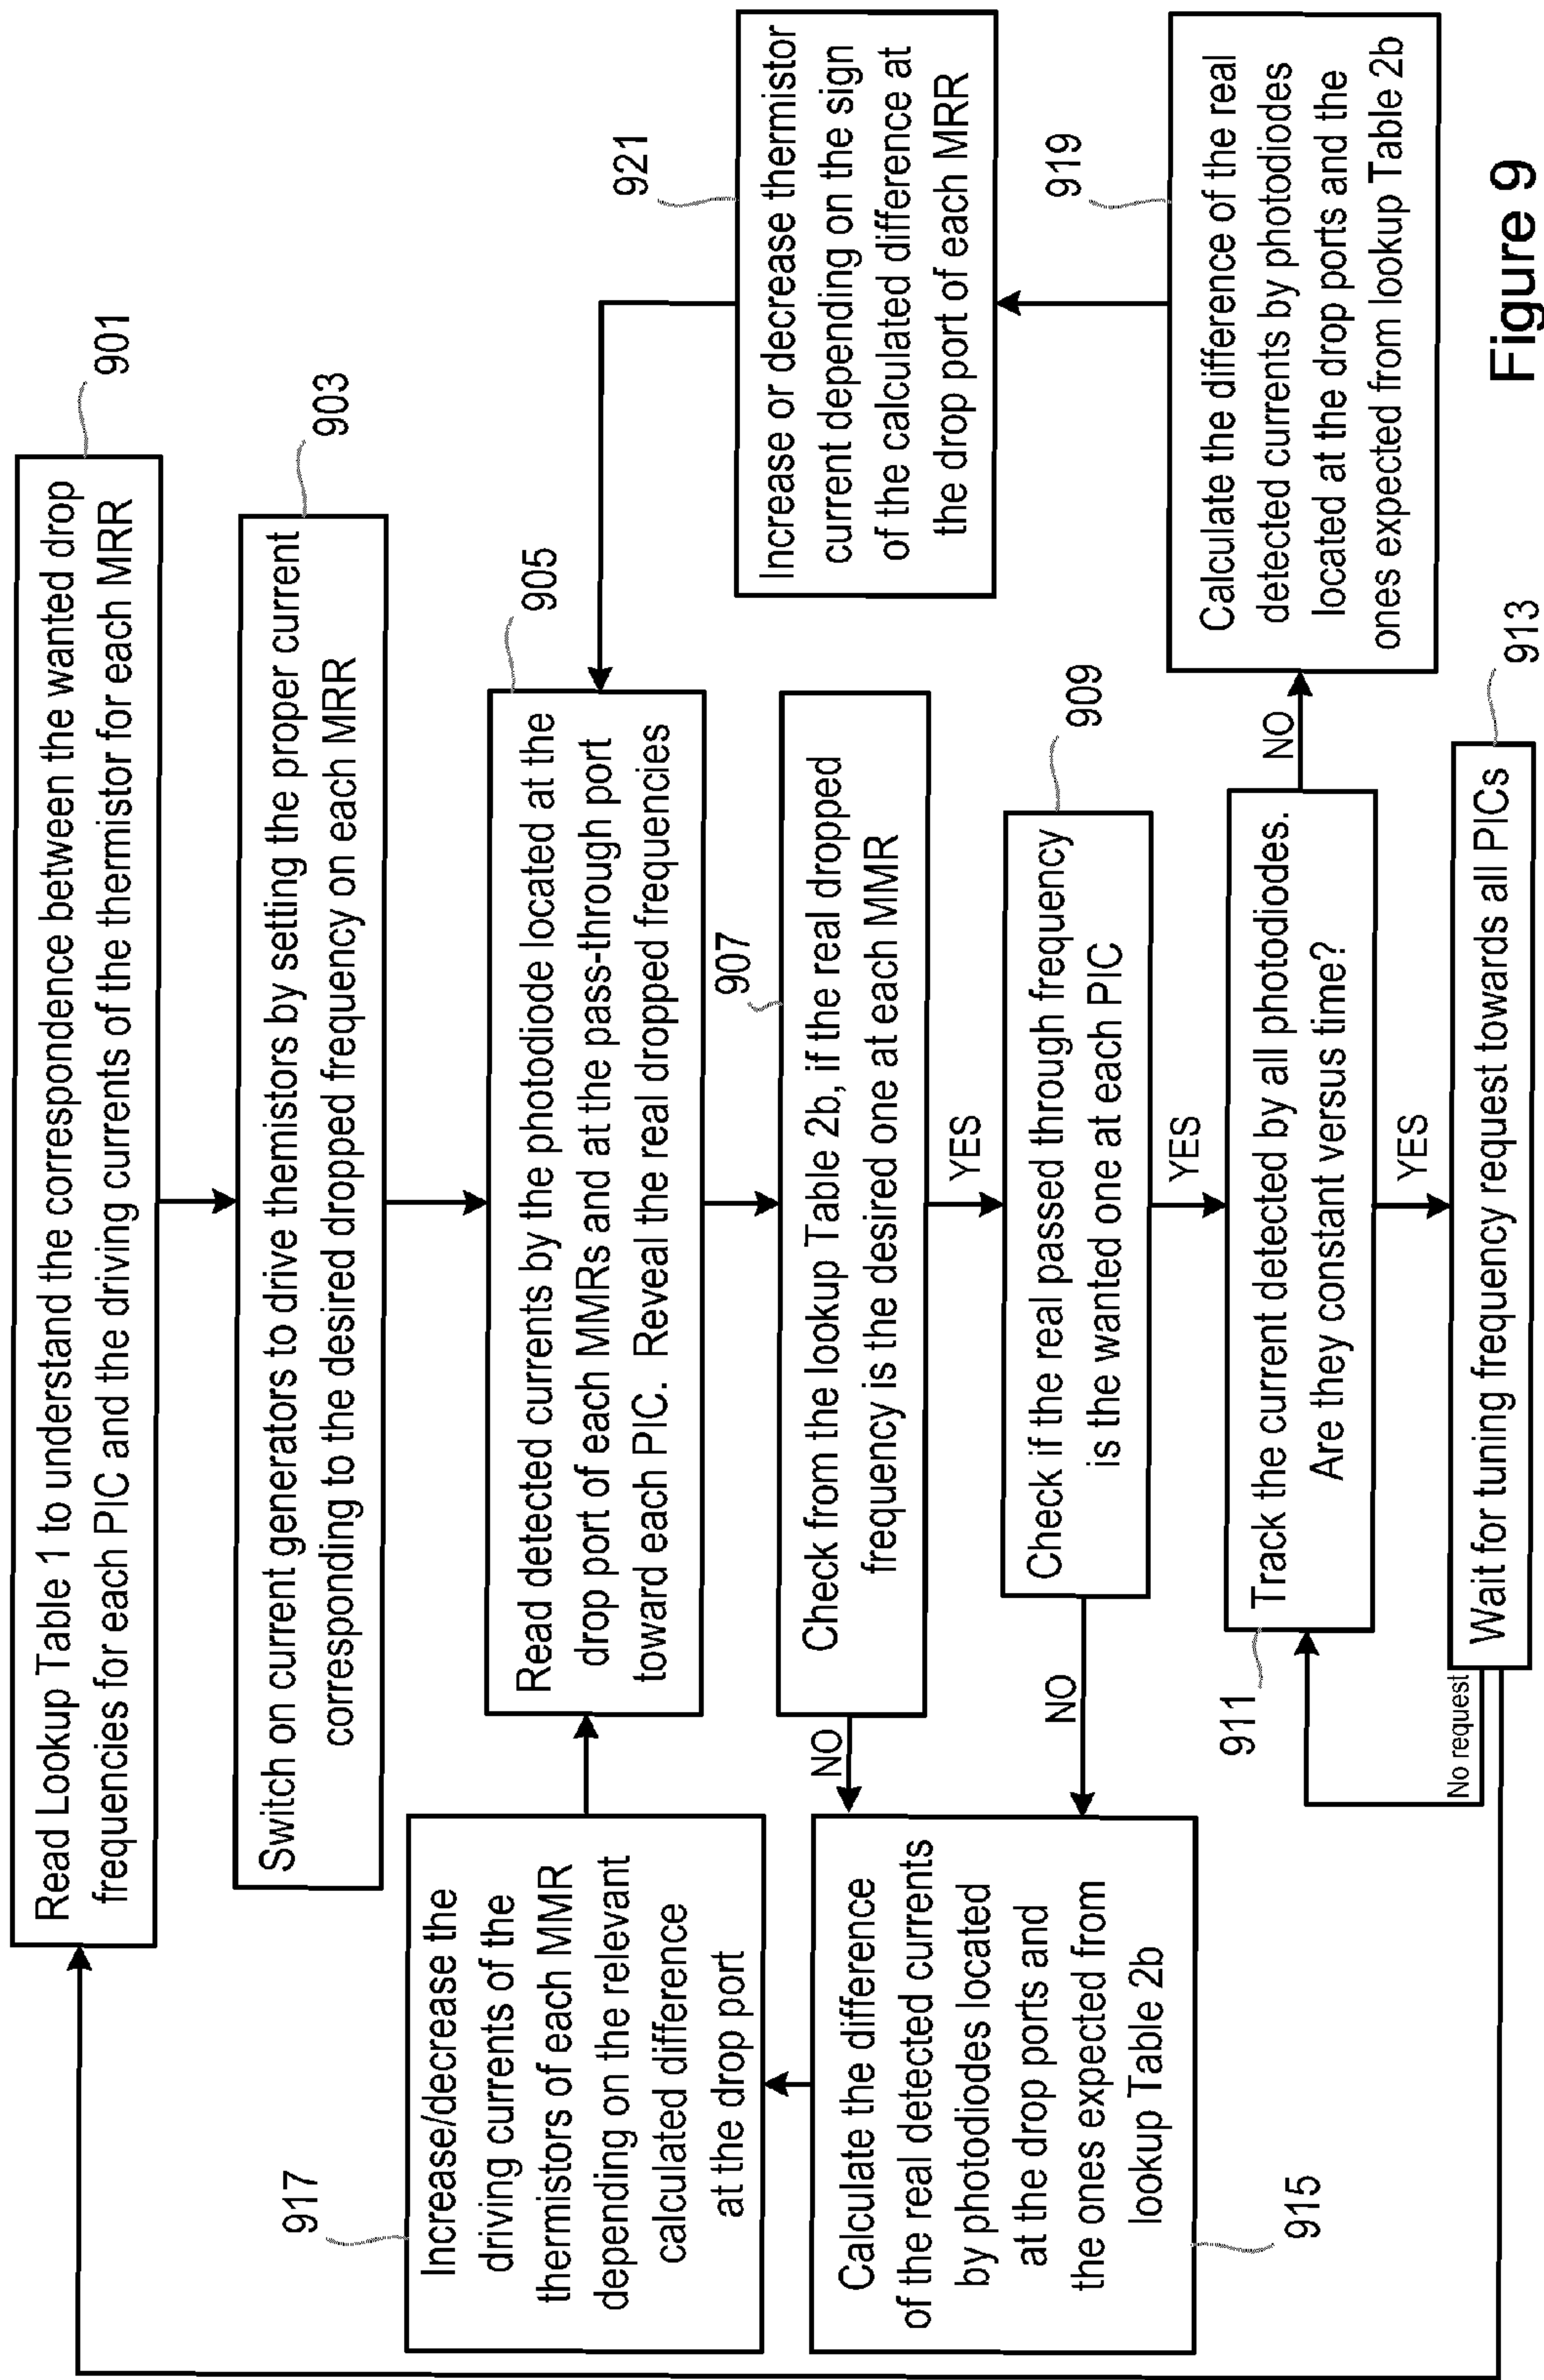 Read Lookup Table 1 to understand the correspondence between the wanted drop
frequencies for each PIC and the driving currents of the thermistor for each MRR
901
Switch on current generators to drive themistors by setting the proper current
corresponding to the desired dropped frequency on each MRR
903
Read detected currents by the photodiode located at the
drop port of each MMRs and at the pass-through port
toward each PIC. Reveal the real dropped frequencies
905
Check from the lookup Table 2b, if the real dropped
frequency is the desired one at each MMR
907
NO
YES
Check if the real passed through frequency
is the wanted one at each PIC
909
NO
YES
Track the current detected by all photodiodes.
Are they constant versus time?
911
NO
YES
Wait for tuning frequency request towards all PICs
913
No request
Calculate the difference
of the real detected currents
by photodiodes located
at the drop ports and
the ones expected from
lookup Table 2b
915
Increase/decrease the
driving currents of the
thermistors of each MMR
depending on the relevant
calculated difference
at the drop port
917
Calculate the difference of the real
detected currents by photodiodes
located at the drop ports and the
ones expected from lookup Table 2b
919
Increase or decrease thermistor
current depending on the sign
of the calculated difference at
the drop port of each MRR
921
Figure 9